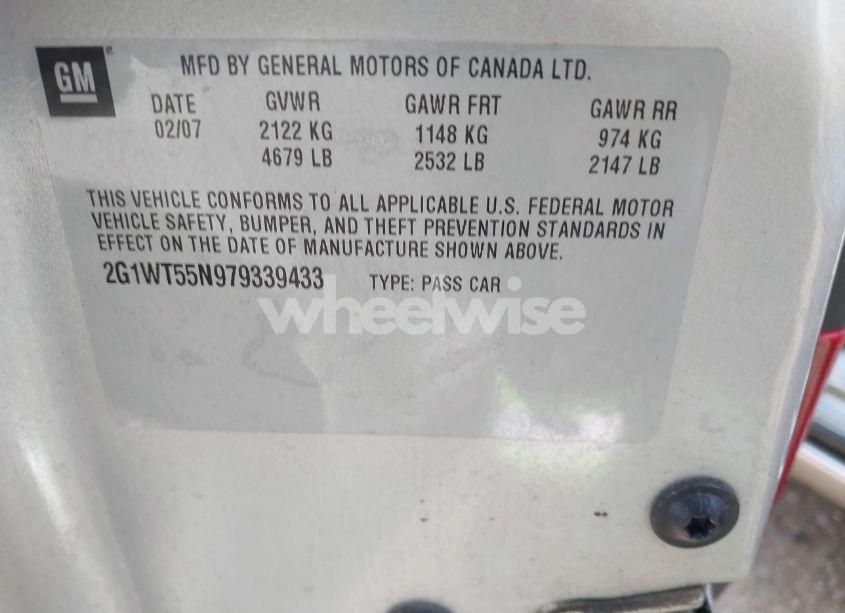 GM
MFD BY GENERAL MOTORS OF CANADA LTD.
DATE GVWR GAWR FRT GAWR RR
02/07 2122 KG 1148 KG 974 KG
4679 LB 2532 LB 2147 LB
THIS VEHICLE CONFORMS TO ALL APPLICABLE U.S. FEDERAL MOTOR
VEHICLE SAFETY, BUMPER, AND THEFT PREVENTION STANDARDS IN
EFFECT ON THE DATE OF MANUFACTURE SHOWN ABOVE.
2G1WT55N979339433 TYPE: PASS CAR
wheelwise